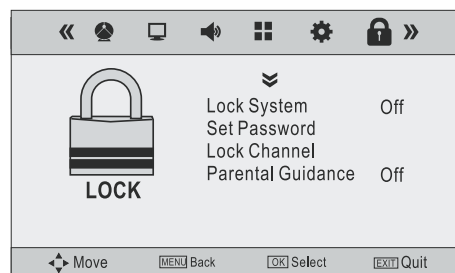 Lock System Off
Set Password
Lock Channel
Parental Guidance Off
LOCK
Move MENU Back OK Select EXIT Quit